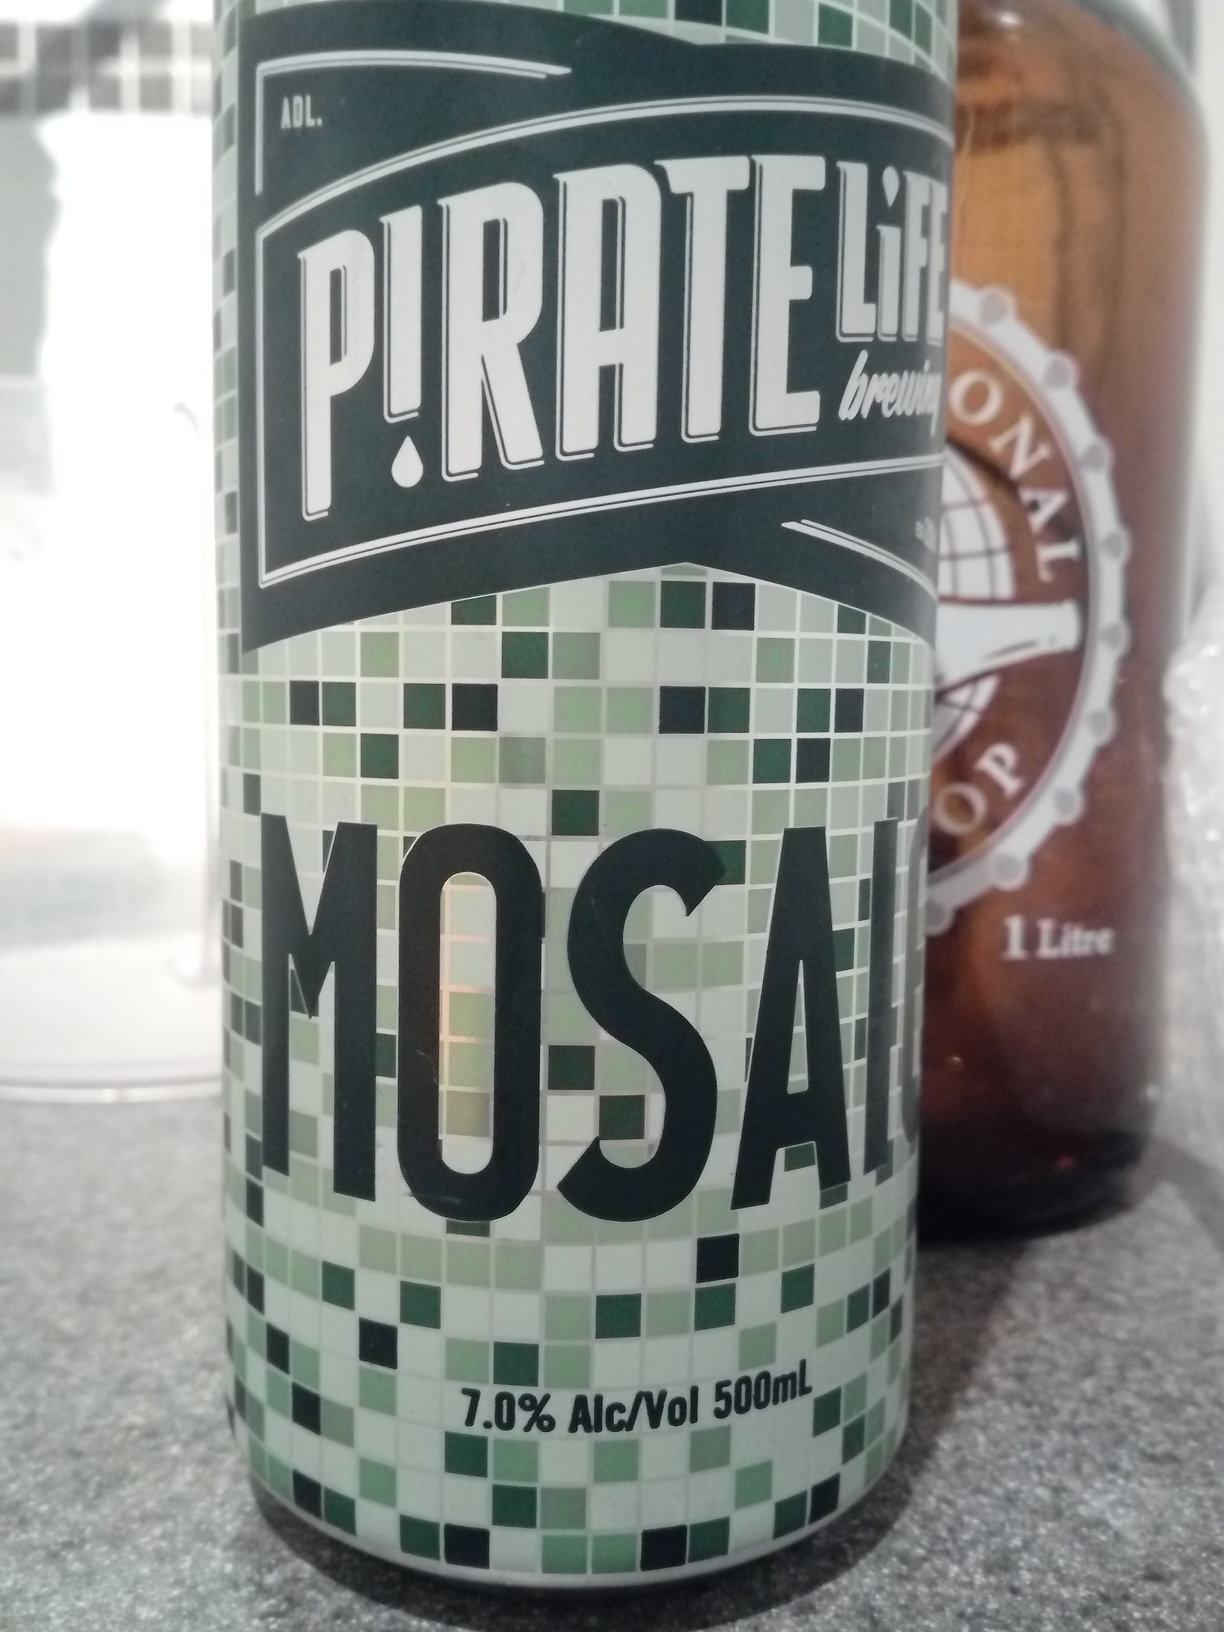 ADL.
P!RATE LiFE
brewing
MOSAIC
7.0% Alc/Vol 500mL
ONAL
OP
1 Litre